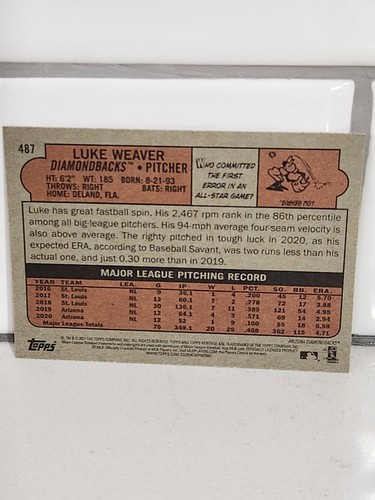 487
LUKE WEAVER
DIAMONDBACKS™ • PITCHER
HT: 6'2" WT: 185 BORN: 8-21-93
THROWS: RIGHT BATS: RIGHT
HOME: DELAND, FLA.
WHO COMMITTED
THE FIRST
ERROR IN AN
ALL-STAR GAME?
LOU GEHRIG
Luke has great fastball spin. His 2,467 rpm rank in the 86th percentile
among all big-league pitchers. His 94-mph average four-seam velocity is
also above average. The righty pitched in tough luck in 2020, as his
expected ERA, according to Baseball Savant, was two runs less than his
actual one, and just 0.30 more than in 2019.
MAJOR LEAGUE PITCHING RECORD
YEAR TEAM LEA. G IP W L PCT. SO BB ERA
2016 St. Louis NL 9 36.1 1 4 .200 45 12 5.70
2017 St. Louis NL 13 60.1 7 2 .778 72 17 3.88
2018 St. Louis NL 30 136.1 7 11 .389 121 54 4.95
2019 Arizona NL 12 64.1 4 3 .571 69 14 2.94
2020 Arizona NL 12 52 1 9 .100 55 18 6.58
Major League Totals 76 349.1 20 29 .408 362 115 4.71
Topps
ARIZONA DIAMONDBACKS™